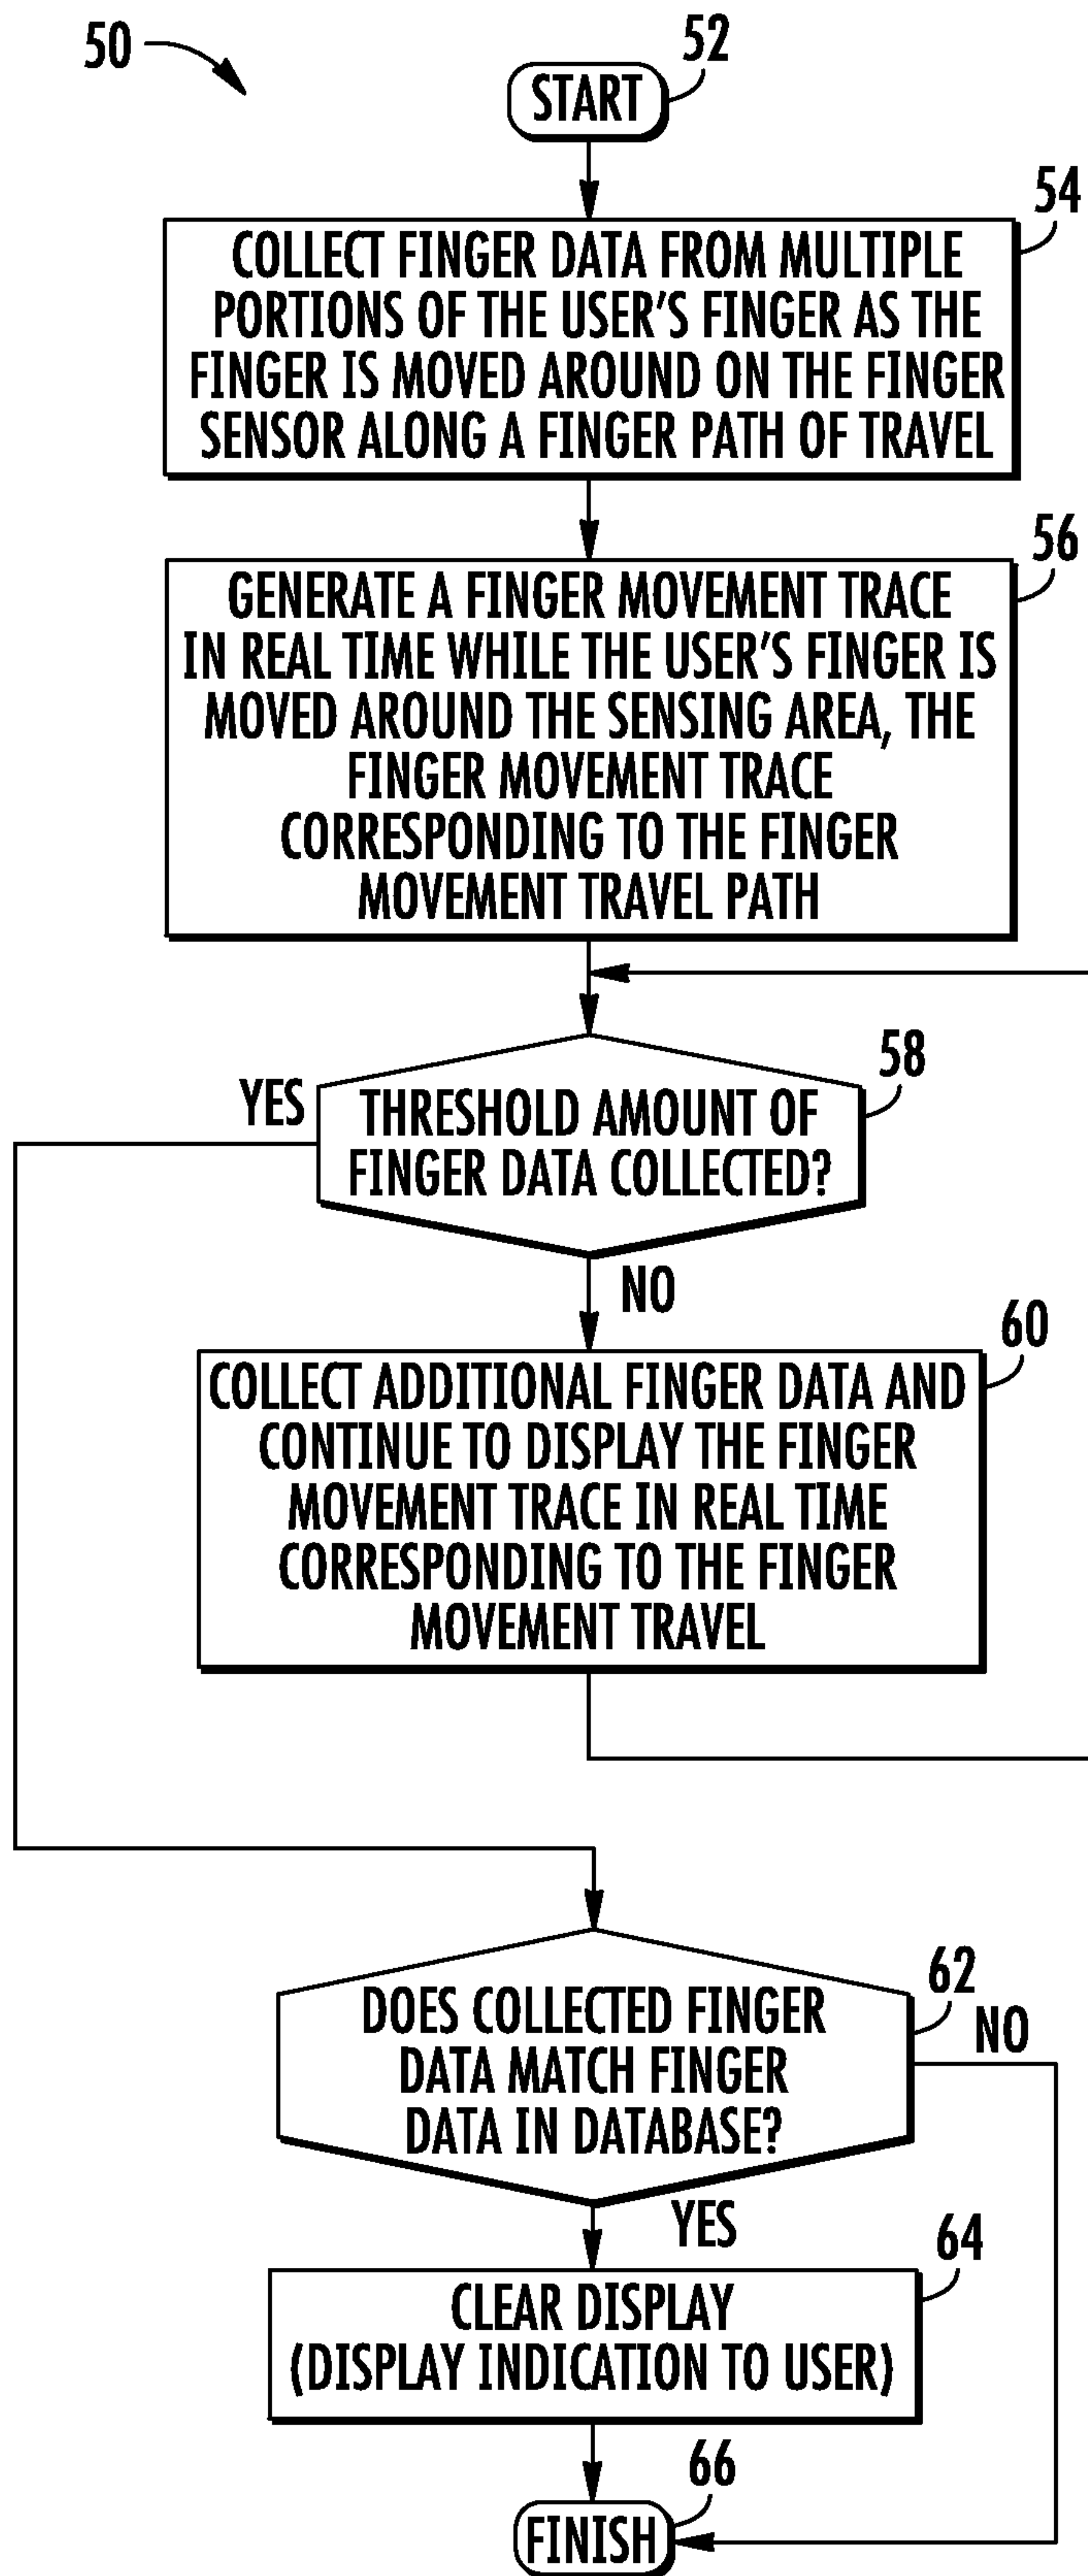 50
52
START
54
COLLECT FINGER DATA FROM MULTIPLE
PORTIONS OF THE USER'S FINGER AS THE
FINGER IS MOVED AROUND ON THE FINGER
SENSOR ALONG A FINGER PATH OF TRAVEL
56
GENERATE A FINGER MOVEMENT TRACE
IN REAL TIME WHILE THE USER'S FINGER IS
MOVED AROUND THE SENSING AREA, THE
FINGER MOVEMENT TRACE
CORRESPONDING TO THE FINGER
MOVEMENT TRAVEL PATH
58
YES
THRESHOLD AMOUNT OF
FINGER DATA COLLECTED?
NO
60
COLLECT ADDITIONAL FINGER DATA AND
CONTINUE TO DISPLAY THE FINGER
MOVEMENT TRACE IN REAL TIME
CORRESPONDING TO THE FINGER
MOVEMENT TRAVEL
62
NO
DOES COLLECTED FINGER
DATA MATCH FINGER
DATA IN DATABASE?
YES
64
CLEAR DISPLAY
(DISPLAY INDICATION TO USER)
66
FINISH